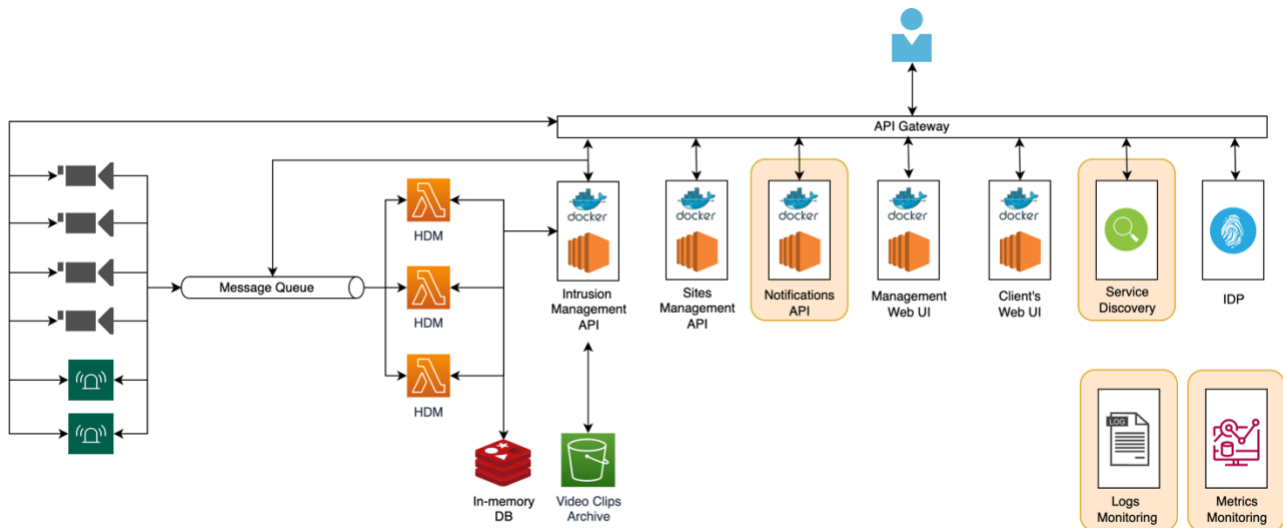 API Gateway
docker
docker
docker
docker
docker
HDM
Message Queue
HDM
Intrusion
Management
API
Sites
Management
API
Notifications
API
Management
Web UI
Client's
Web UI
Service
Discovery
IDP
HDM
LOG
In-memory
DB
Video Clips
Archive
Logs
Monitoring
Metrics
Monitoring